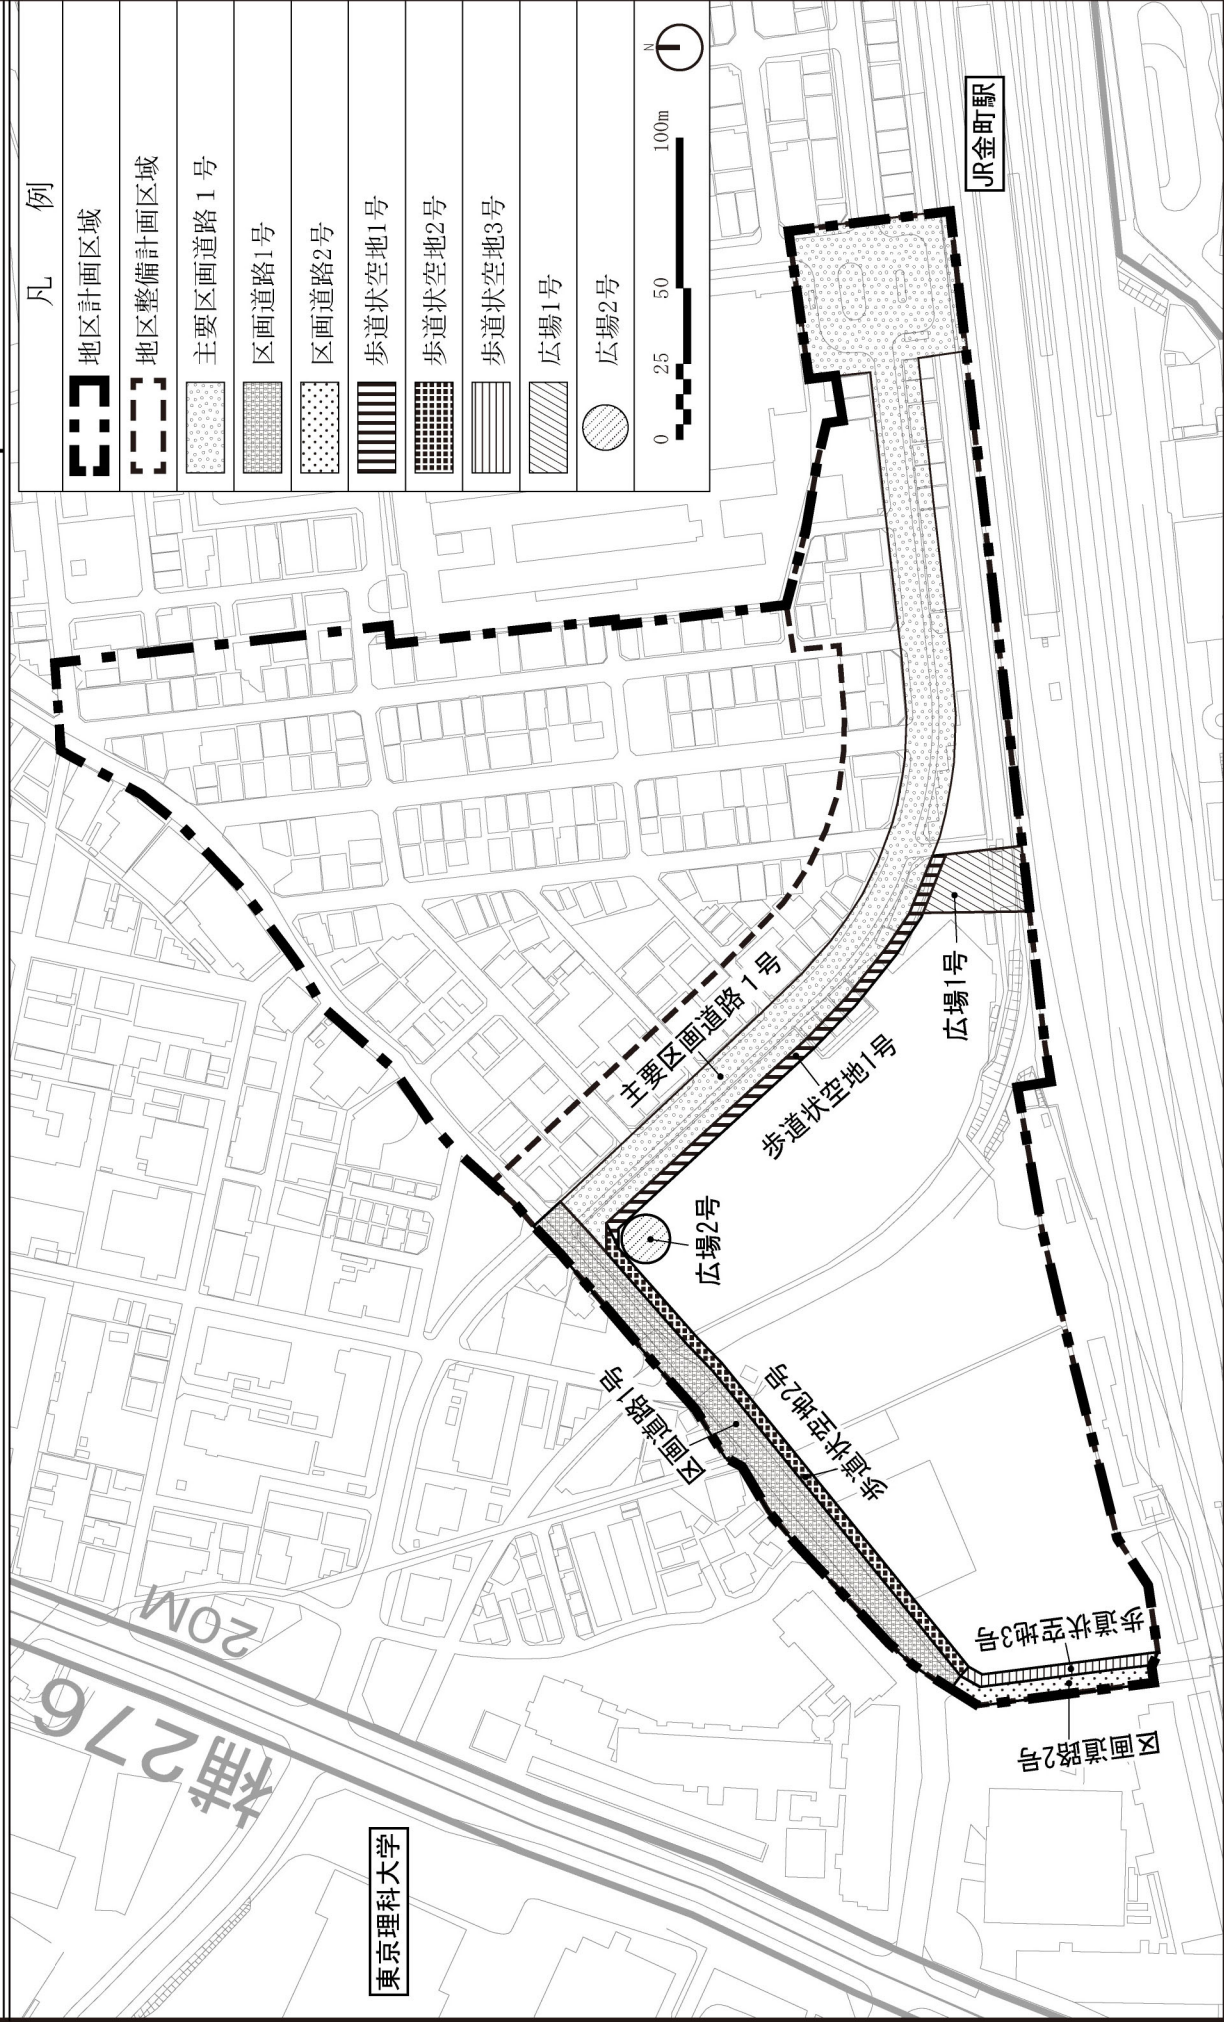 凡 例
地区計画区域
地区整備計画区域
主要区画道路1号
区画道路1号
区画道路2号
歩道状空地1号
歩道状空地2号
歩道状空地3号
広場1号
広場2号
0 25 50 100m
N
JR金町駅
主要区画道路1号
歩道状空地1号
広場1号
広場2号
区画道路1号
歩道状空地2号
歩道状空地3号
区画道路2号
補276
20M
東京理科大学